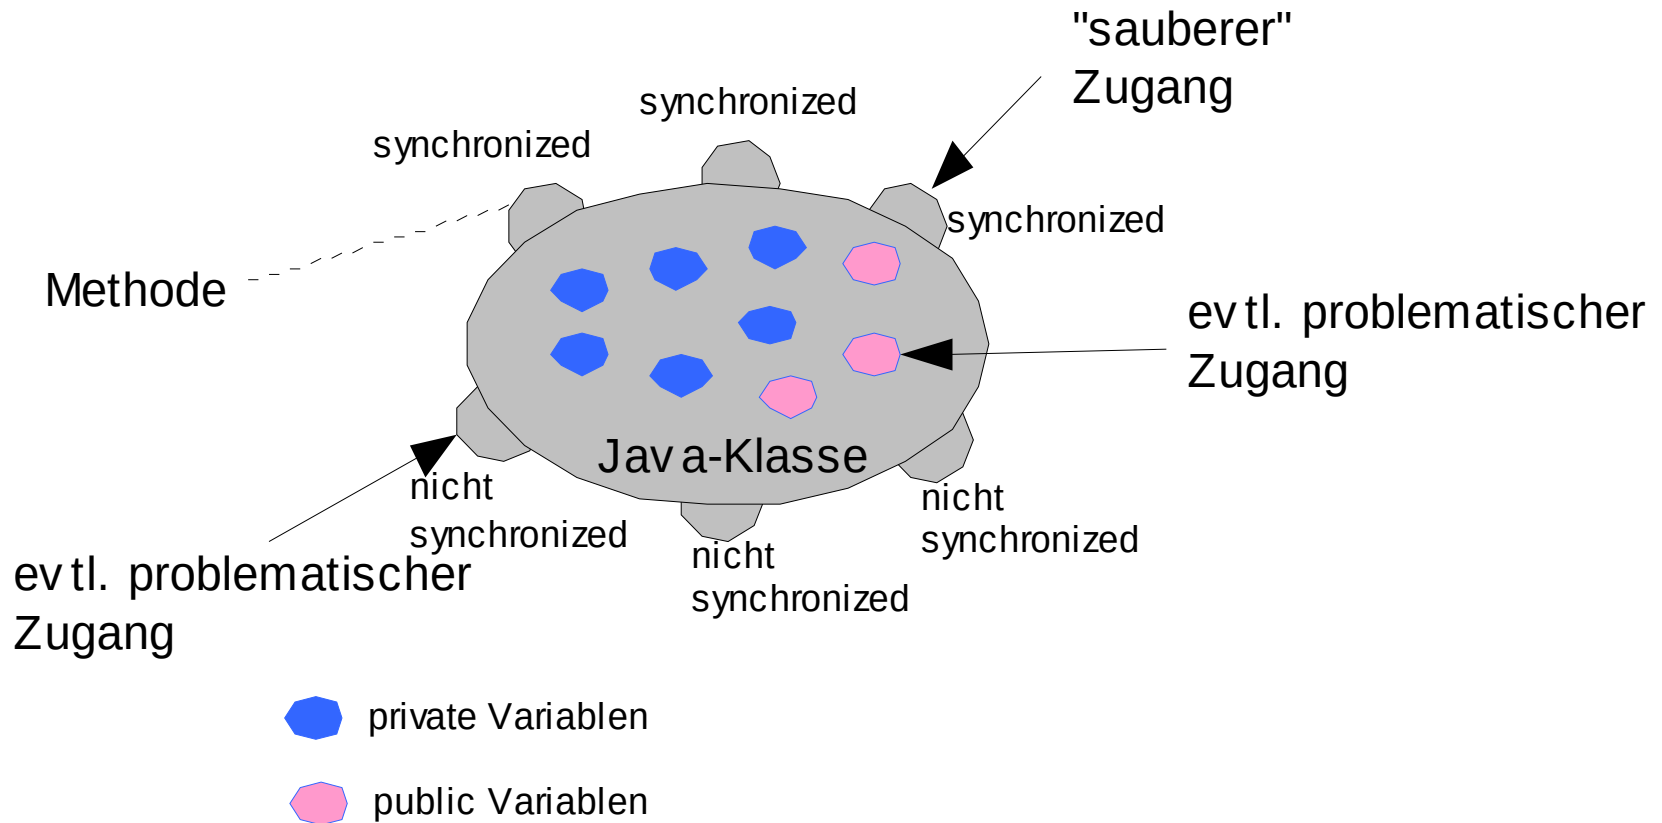 "sauberer"
Zugang
synchronized
synchronized
synchronized
Methode
evtl. problematischer
Zugang
Java-Klasse
nicht
synchronized
nicht
synchronized
nicht
synchronized
evtl. problematischer
Zugang
private Variablen
public Variablen